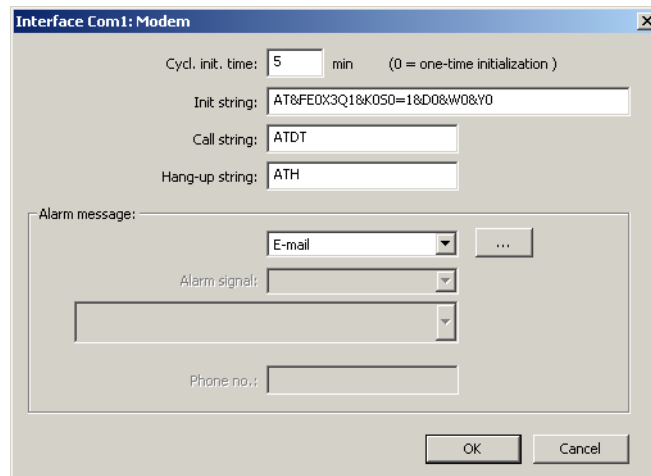 Interface Com1: Modem
Cycl. init. time: 5 min (0 = one-time initialization )
Init string: AT&FE0X3Q1&K0S0=1&D0&W0&Y0
Call string: ATDT
Hang-up string: ATH
Alarm message:
E-mail ...
Alarm signal:
Phone no.:
OK Cancel